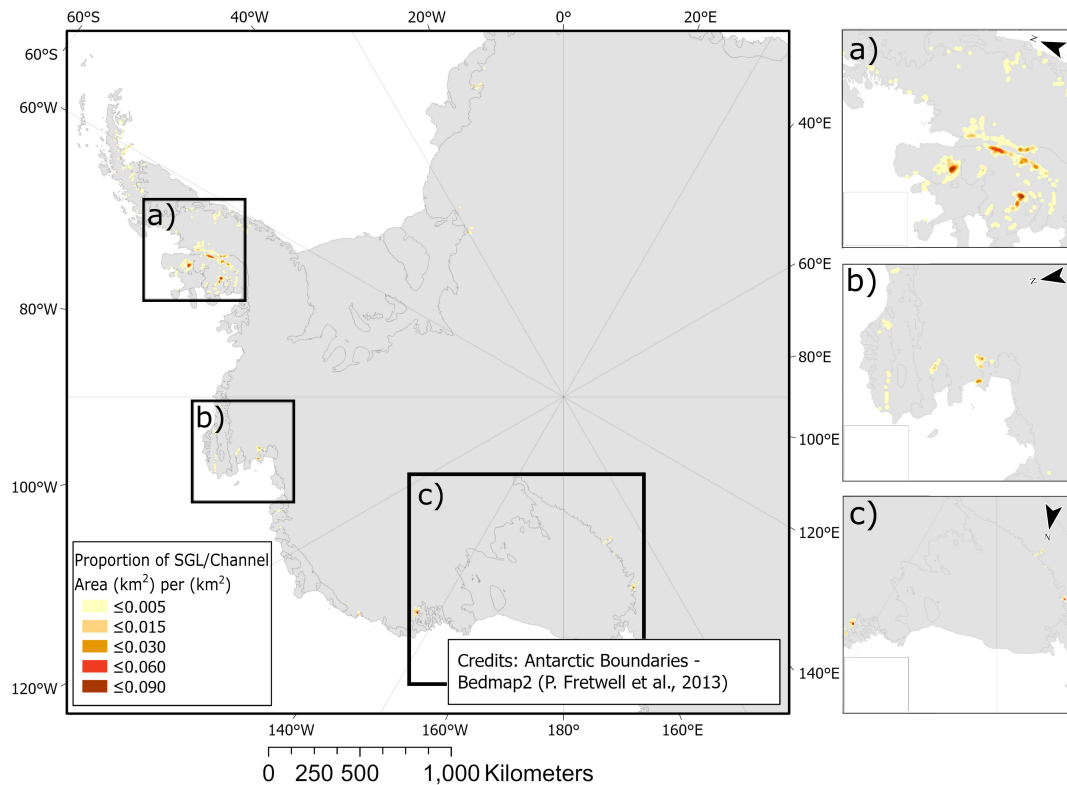 60°S 40°W 20°W 0° 20°E
60°S
60°W
80°W
100°W
120°W
40°E
60°E
80°E
100°E
120°E
140°E
140°W 160°W 180° 160°E
a)
b)
c)
Proportion of SGL/Channel
Area (km²) per (km²)
≤0.005
≤0.015
≤0.030
≤0.060
≤0.090
Credits: Antarctic Boundaries -
Bedmap2 (P. Fretwell et al., 2013)
0 250 500 1,000 Kilometers
a)
N
b)
N
c)
N